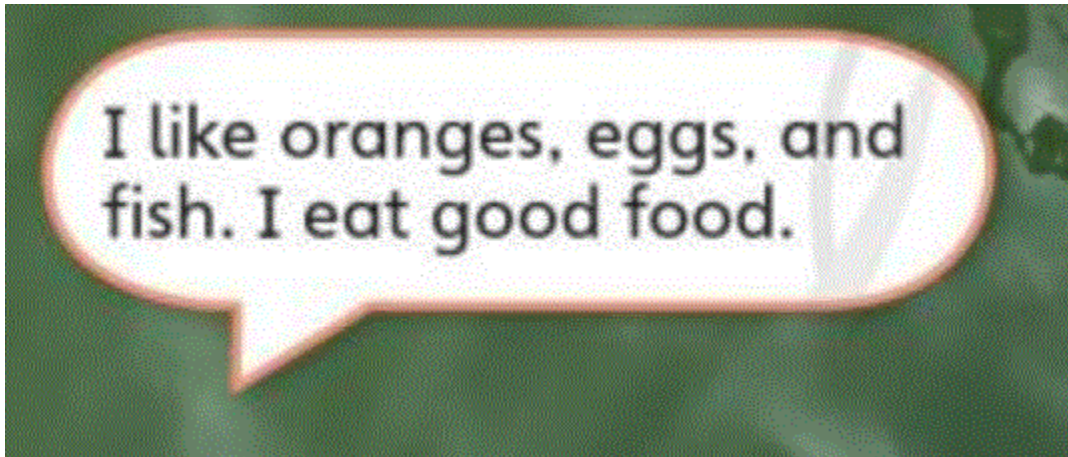 I like oranges, eggs, and
fish. I eat good food.